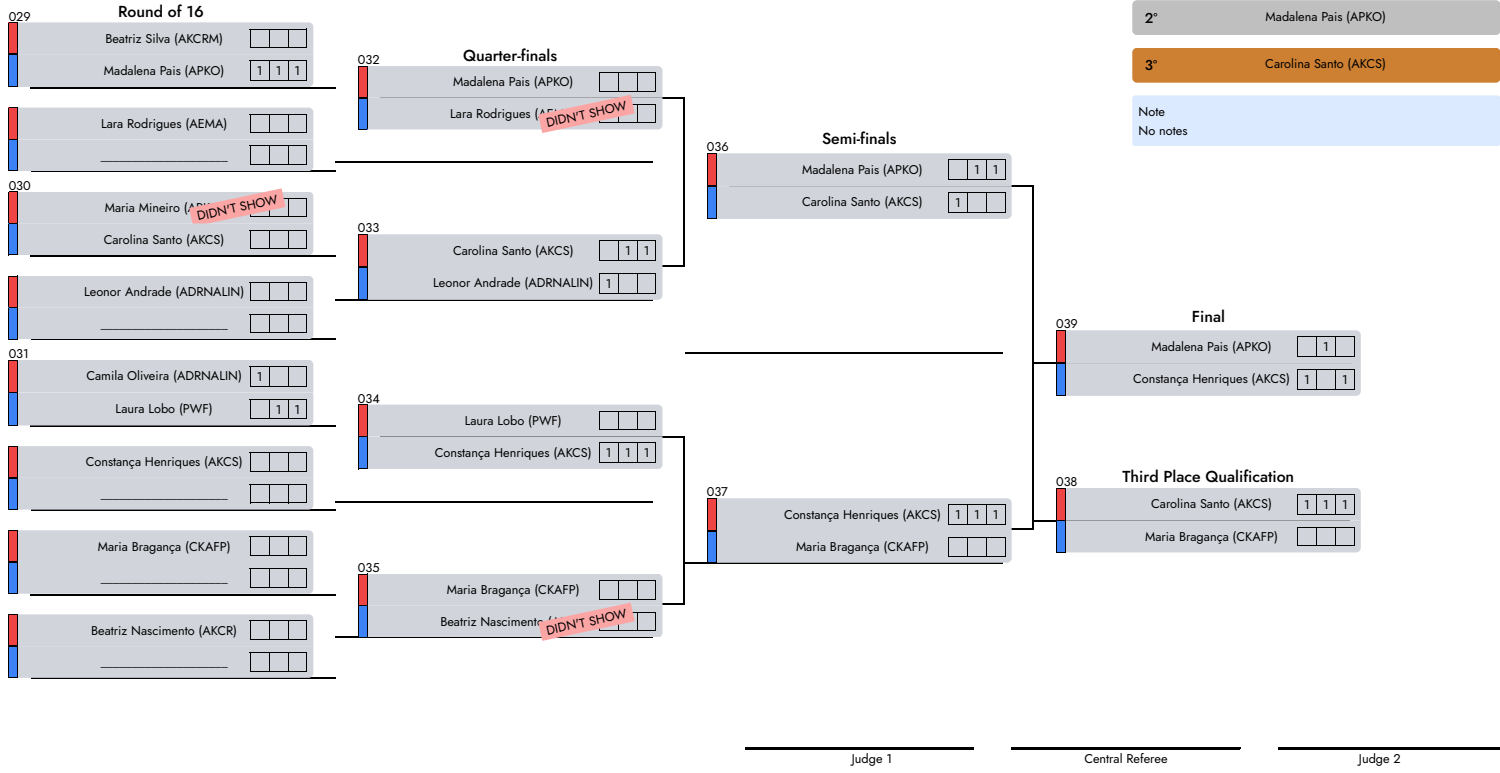 Round of 16
029
Beatriz Silva (AKCRM)
Madalena Pais (APKO) 1 1 1
Lara Rodrigues (AEMA)
____________________
030
Maria Mineiro
DIDN'T SHOW
Carolina Santo (AKCS)
Leonor Andrade (ADRNALIN)
____________________
031
Camila Oliveira (ADRNALIN) 1
Laura Lobo (PWF) 1 1
Constança Henriques (AKCS)
____________________
Maria Bragança (CKAFP)
____________________
Beatriz Nascimento (AKCR)
____________________
Quarter-finals
032
Madalena Pais (APKO)
Lara Rodrigues
DIDN'T SHOW
033
Carolina Santo (AKCS) 1 1
Leonor Andrade (ADRNALIN) 1
034
Laura Lobo (PWF)
Constança Henriques (AKCS) 1 1 1
035
Maria Bragança (CKAFP)
Beatriz Nascimento
DIDN'T SHOW
Semi-finals
036
Madalena Pais (APKO) 1 1
Carolina Santo (AKCS) 1
037
Constança Henriques (AKCS) 1 1 1
Maria Bragança (CKAFP)
Final
039
Madalena Pais (APKO) 1
Constança Henriques (AKCS) 1 1
Third Place Qualification
038
Carolina Santo (AKCS) 1 1 1
Maria Bragança (CKAFP)
2° Madalena Pais (APKO)
3° Carolina Santo (AKCS)
Note
No notes
Judge 1
Central Referee
Judge 2